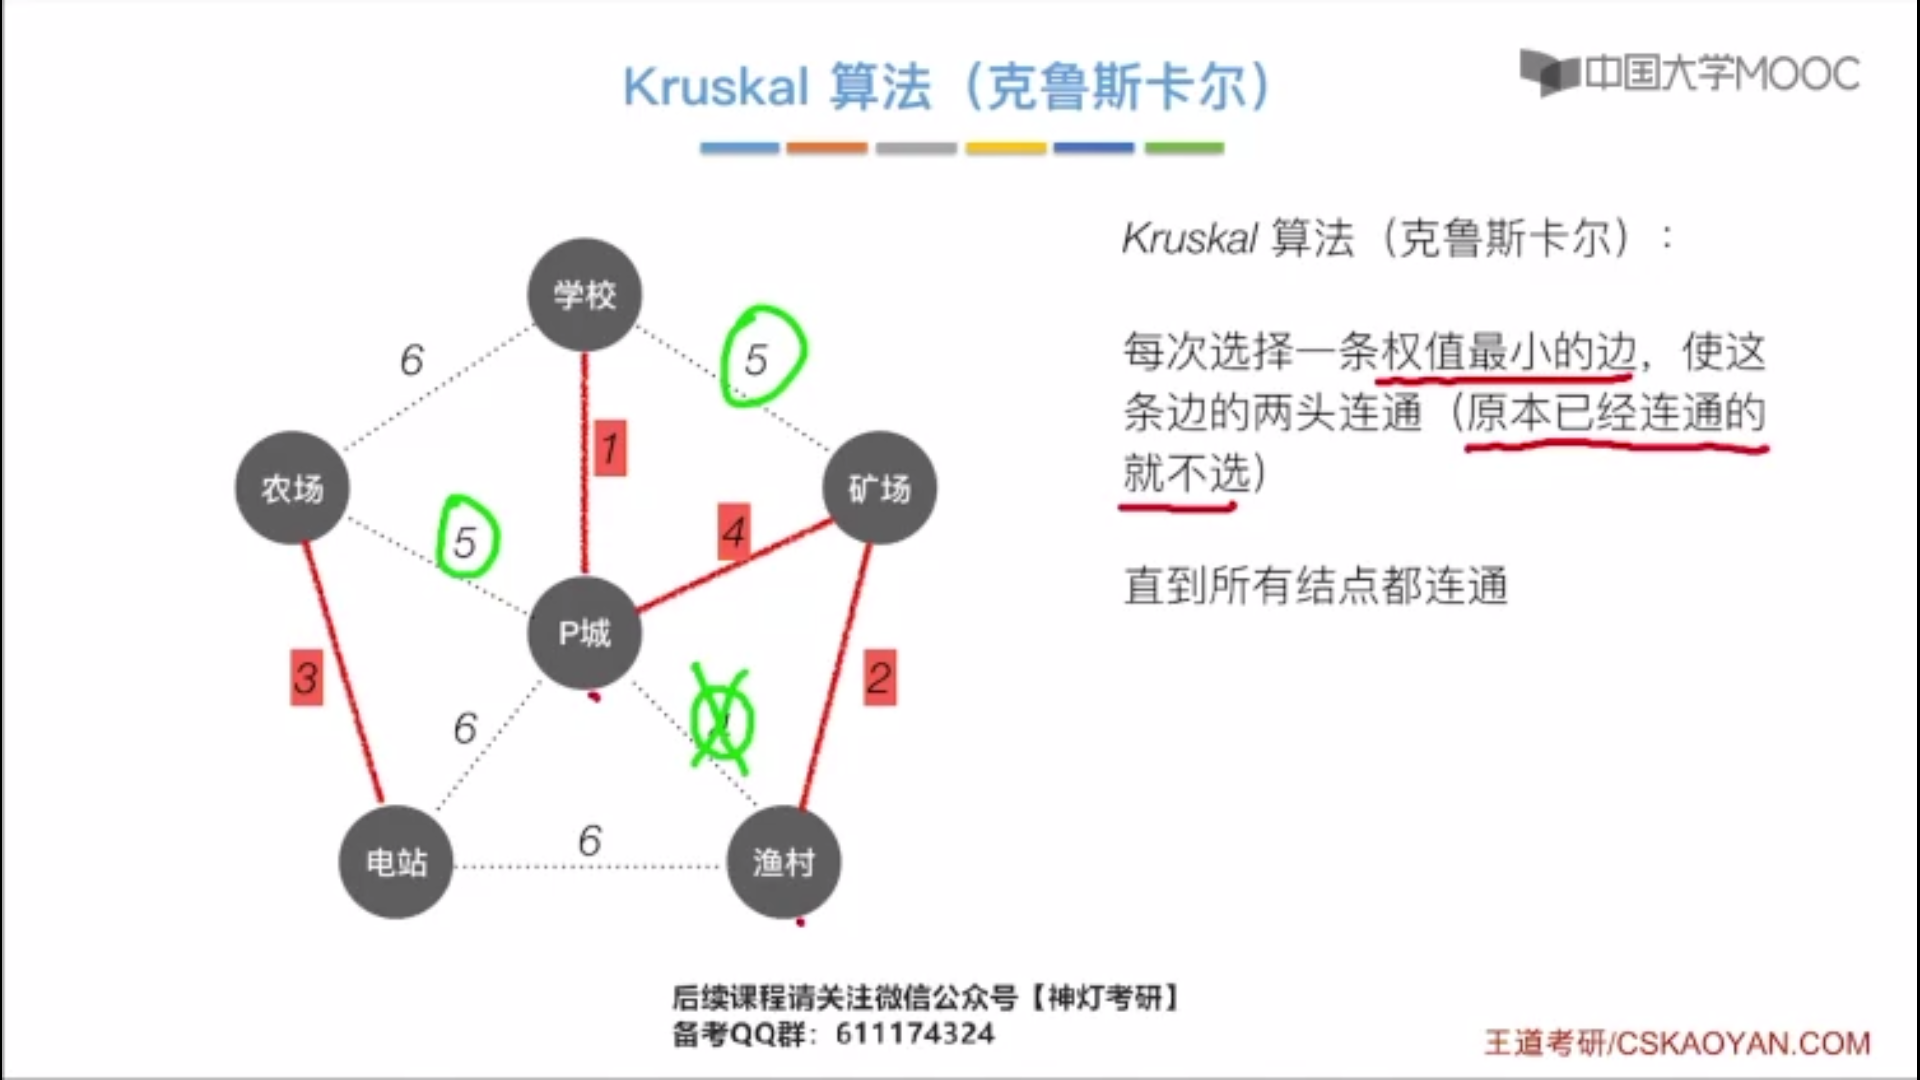 Kruskal 算法（克鲁斯卡尔）
中国大学MOOC
Kruskal 算法（克鲁斯卡尔）:
每次选择一条权值最小的边，使这
条边的两头连通（原本已经连通的
就不选）
直到所有结点都连通
学校
6
5
1
农场
矿场
5
4
P城
3
2
6
电站
6
渔村
后续课程请关注微信公众号【神灯考研】
备考QQ群：611174324
王道考研/CSKAOYAN.COM